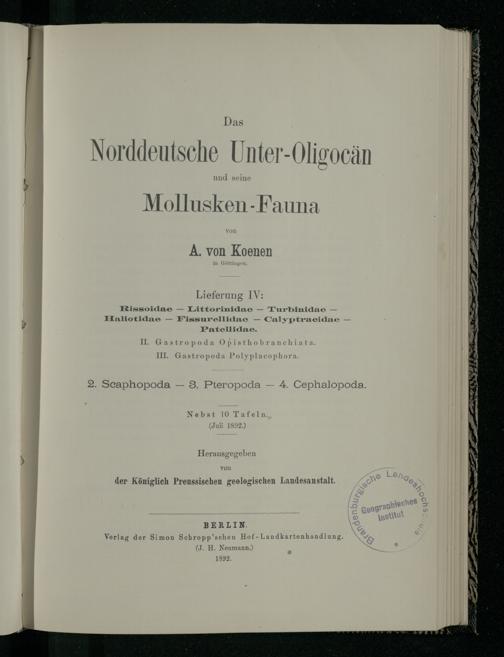 Das
Norddeutsche Unter-Oligocän
und seine
Mollusken-Fauna
von
A. von Koenen
in Göttingen.
Lieferung IV:
Rissoidae — Littorinidae — Turbinidae —
Haliotidae — Fissurellidae — Calyptraeidae —
Patellidae.
II. Gastropoda Opisthobranchiata.
III. Gastropoda Polyplacophora.
2. Scaphopoda — 3. Pteropoda — 4. Cephalopoda.
Nebst 10 Tafeln.
(Juli 1892.)
Herausgegeben
von
der Königlich Preussischen geologischen Landesanstalt.
BERLIN.
Verlag der Simon Schropp'schen Hof-Landkartenhandlung.
(J. H. Neumann.)
1892.
Brandenburgische Landeshochschule
Geographisches
Institut